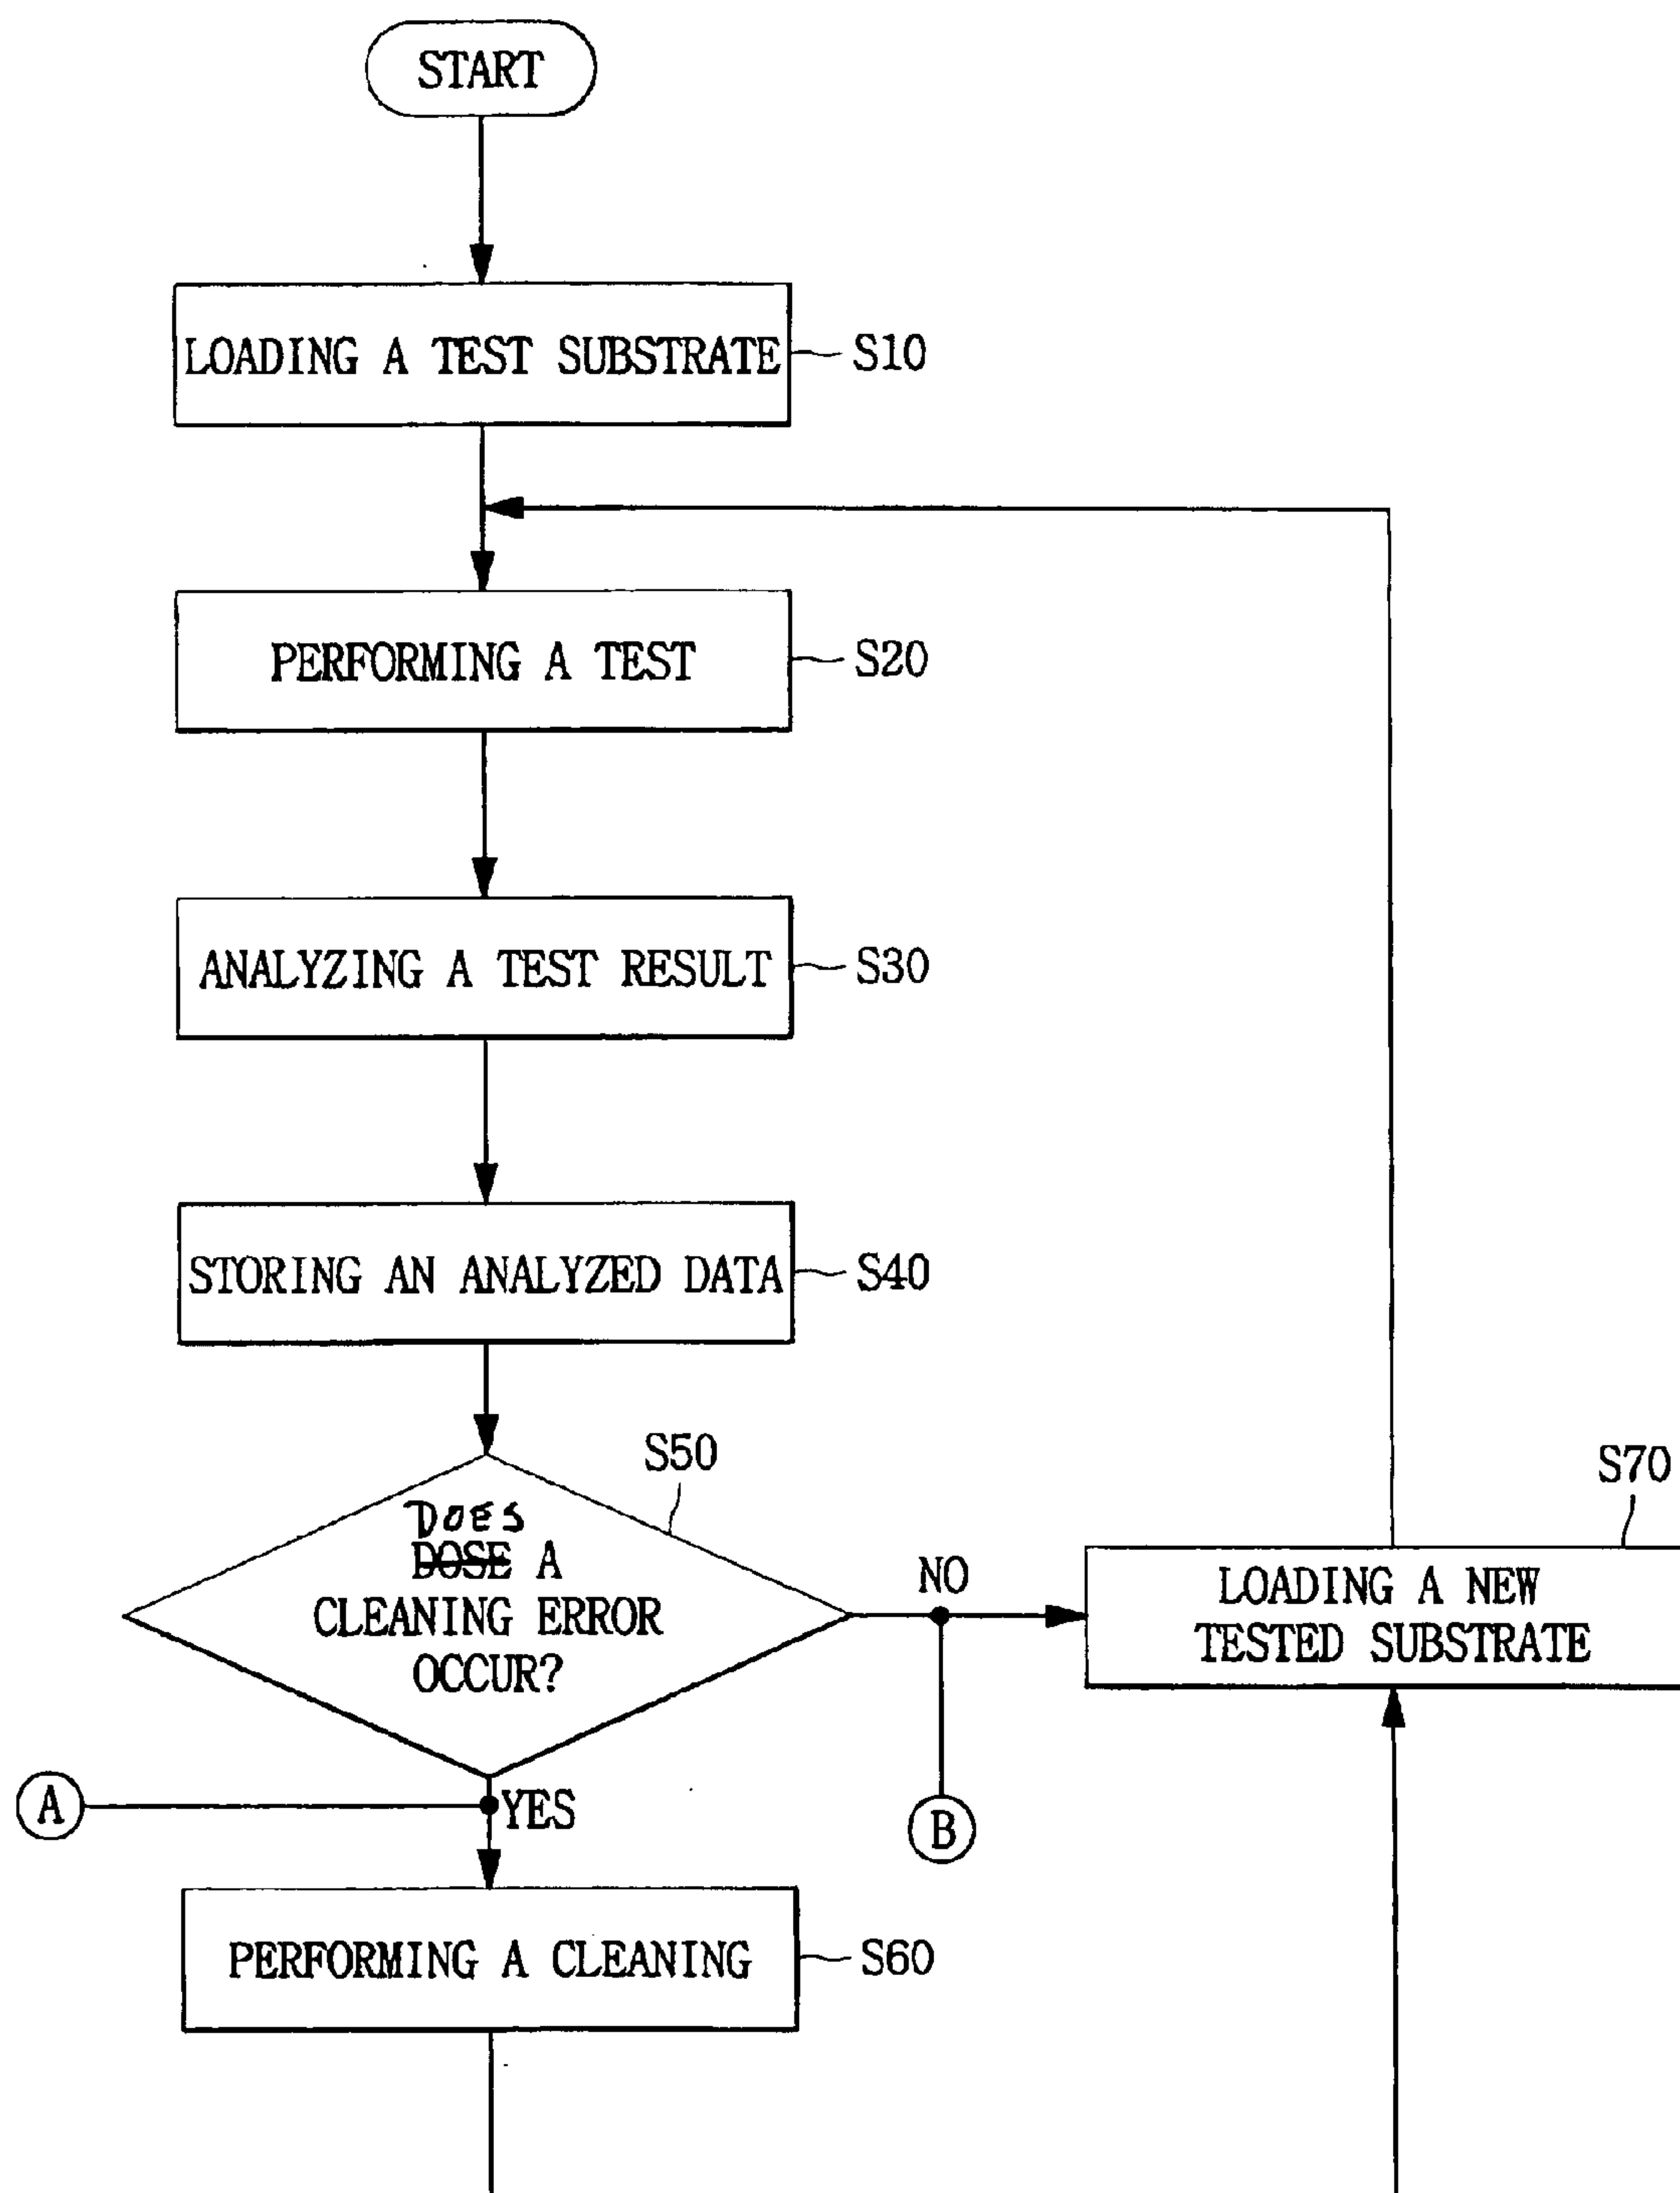 START
LOADING A TEST SUBSTRATE
S10
PERFORMING A TEST
S20
ANALYZING A TEST RESULT
S30
STORING AN ANALYZED DATA
S40
S50
DOES
DOSE A
CLEANING ERROR
OCCUR?
NO
S70
LOADING A NEW
TESTED SUBSTRATE
A
YES
B
PERFORMING A CLEANING
S60